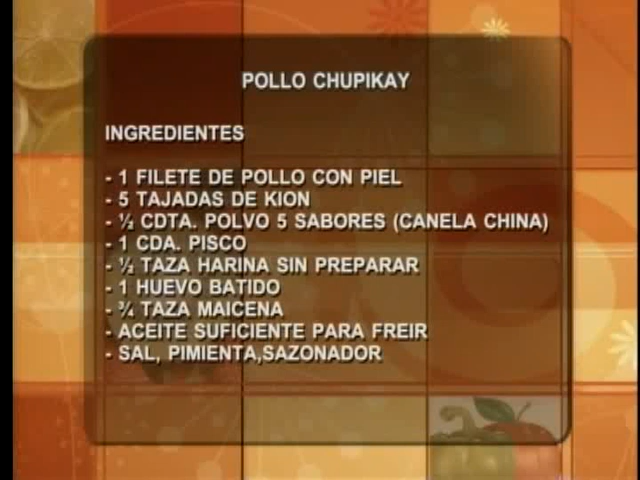 POLLO CHUPIKAY
INGREDIENTES
- 1 FILETE DE POLLO CON PIEL
- 5 TAJADAS DE KION
- ½ CDTA. POLVO 5 SABORES (CANELA CHINA)
- 1 CDA. PISCO
- ½ TAZA HARINA SIN PREPARAR
- 1 HUEVO BATIDO
- ¾ TAZA MAICENA
- ACEITE SUFICIENTE PARA FREIR
- SAL, PIMIENTA,SAZONADOR